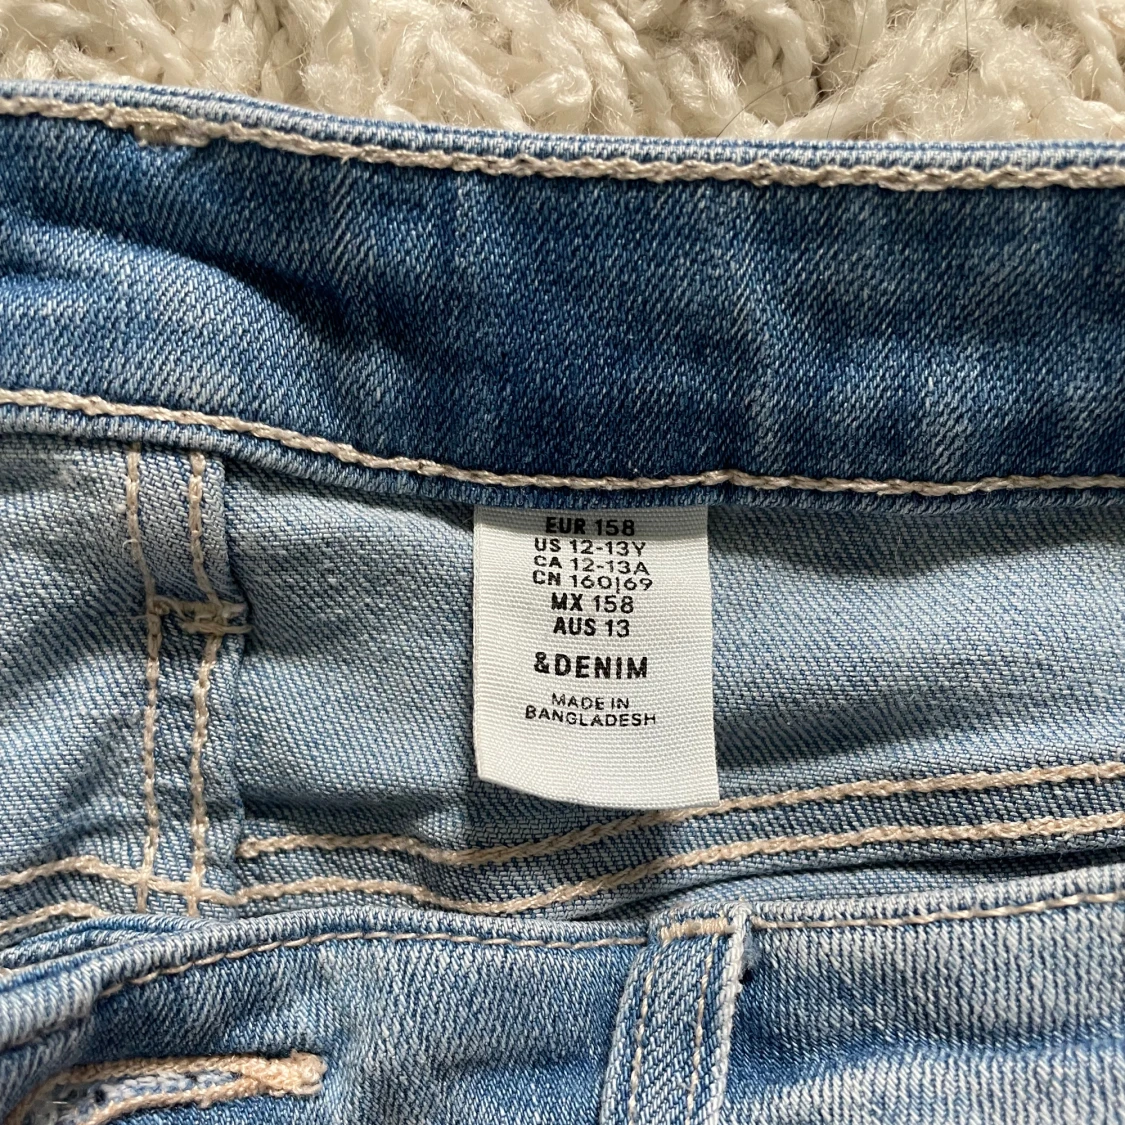 EUR 158
US 12-13Y
CA 12-13A
CN 160|69
MX 158
AUS 13
&DENIM
MADE IN
BANGLADESH